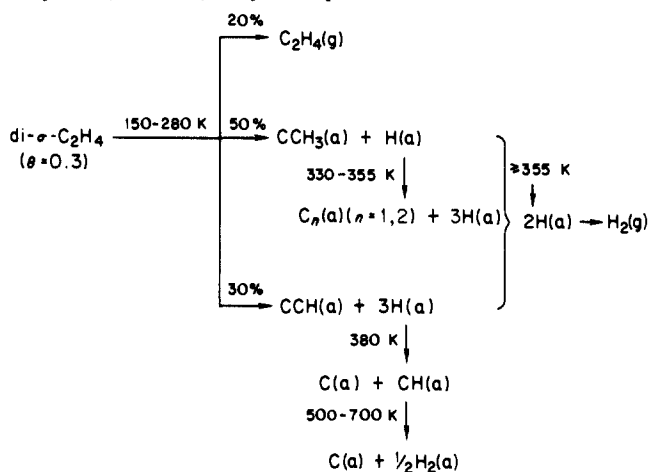 20%
C₂H₄(g)
di-σ-C₂H₄
(θ=0.3)
150-280 K
50%
CCH₃(a) + H(a)
330-355 K
Cₙ(a)(n=1,2) + 3H(a)
≥355 K
2H(a) → H₂(g)
30%
CCH(a) + 3H(a)
380 K
C(a) + CH(a)
500-700 K
C(a) + ½H₂(a)